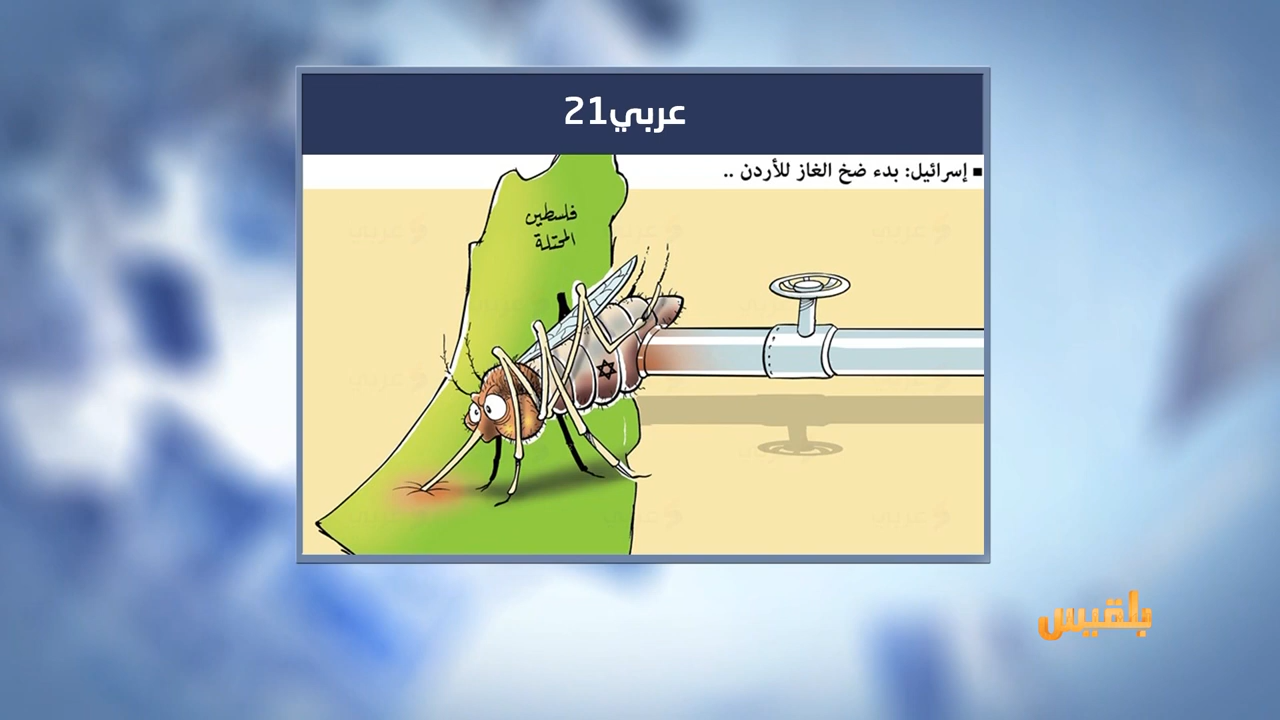 عربي21
■ إسرائيل: بدء ضخ الغاز للأردن ..
فلسطين
المحتلة
بلقيس